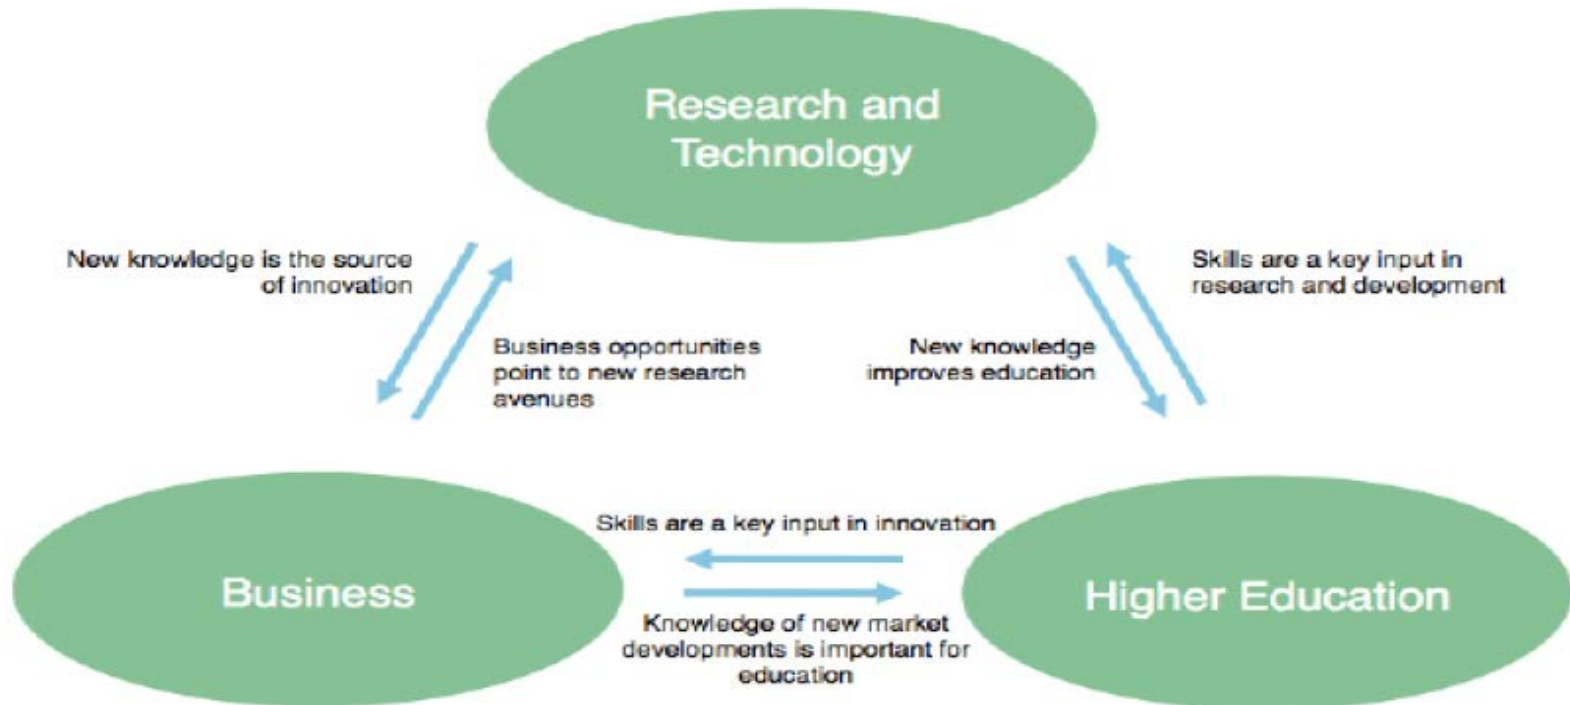 Research and
Technology
New knowledge is the source
of innovation
Business opportunities
point to new research
avenues
New knowledge
improves education
Skills are a key input in
research and development
Business
Skills are a key input in innovation
Knowledge of new market
developments is important for
education
Higher Education